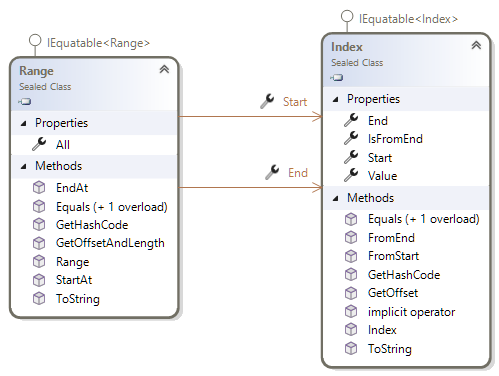 IEquatable<Range>
Range
Sealed Class
Properties
All
Methods
EndAt
Equals (+ 1 overload)
GetHashCode
GetOffsetAndLength
Range
StartAt
ToString
Start
End
IEquatable<Index>
Index
Sealed Class
Properties
End
IsFromEnd
Start
Value
Methods
Equals (+ 1 overload)
FromEnd
FromStart
GetHashCode
GetOffset
implicit operator
Index
ToString